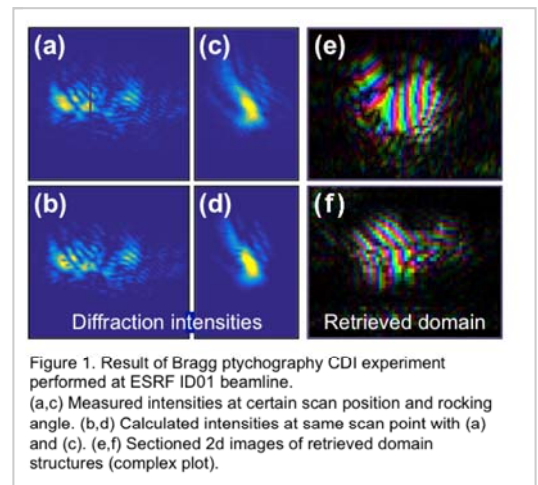 (a) (c) (e)
(b) (d) (f)
Diffraction intensities Retrieved domain
Figure 1. Result of Bragg ptychography CDI experiment
performed at ESRF ID01 beamline.
(a,c) Measured intensities at certain scan position and rocking
angle. (b,d) Calculated intensities at same scan point with (a)
and (c). (e,f) Sectioned 2d images of retrieved domain
structures (complex plot).